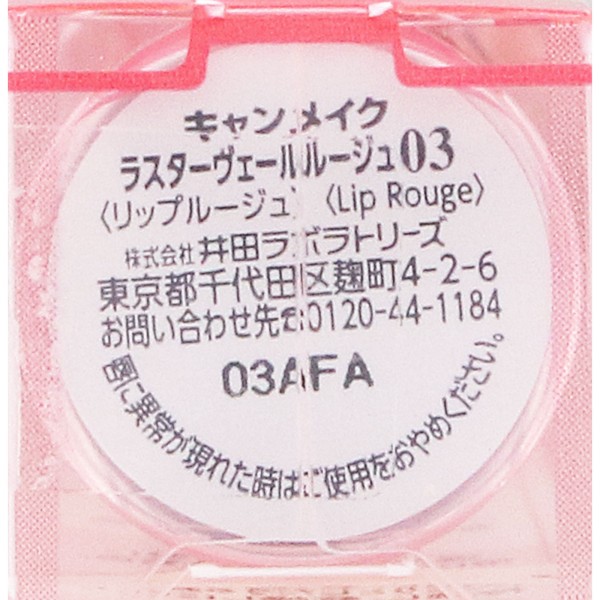 キャンメイク
ラスターヴェールルージュ03
〈リップルージュ〉 〈Lip Rouge〉
株式会社 井田ラボラトリーズ
東京都千代田区麹町4-2-6
お問い合わせ先☎:0120-44-1184
03AFA
唇に異常が現れた時はご使用をおやめください。